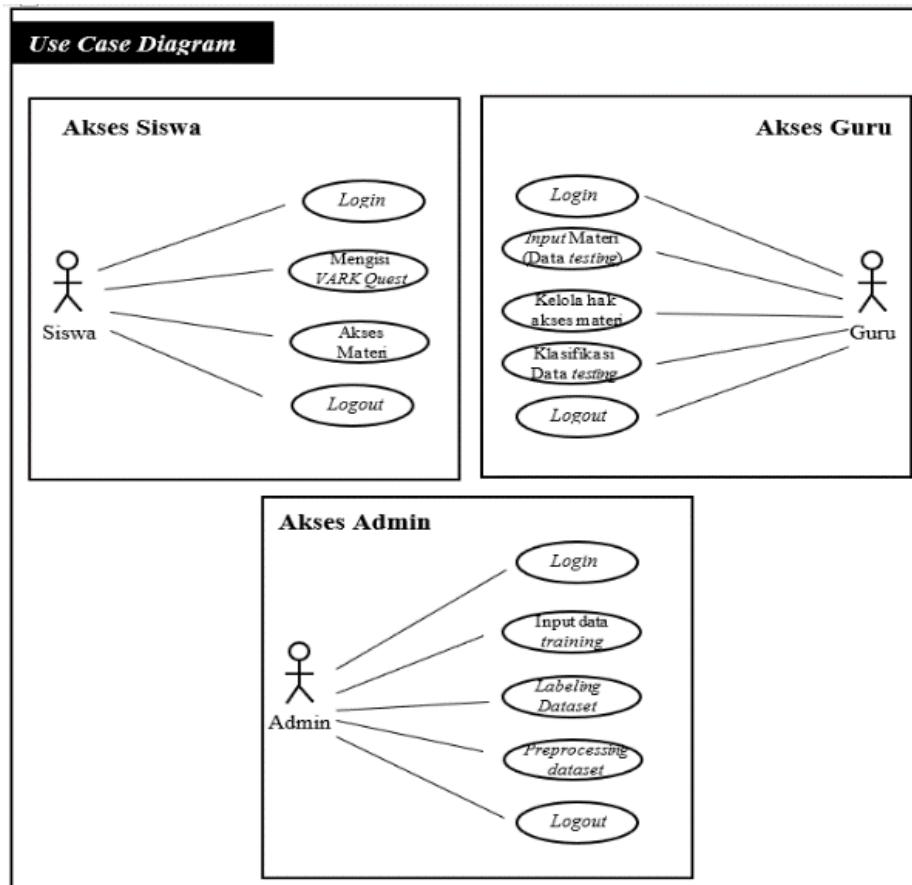 Use Case Diagram
Akses Siswa
Login
Mengisi
VARK Quest
Akses
Materi
Logout
Siswa
Akses Guru
Login
Input Materi
(Data testing)
Kelola hak
akses materi
Klasifikasi
Data testing
Logout
Guru
Akses Admin
Login
Input data
training
Labeling
Dataset
Preprocessing
dataset
Logout
Admin